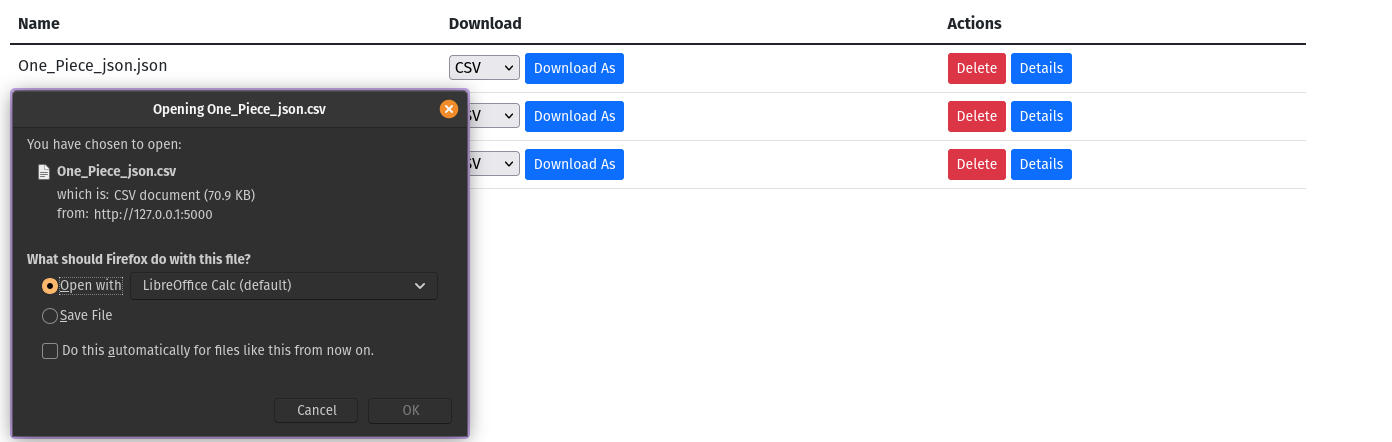 Name Download Actions
One_Piece_json.json CSV Download As Delete Details
Opening One_Piece_json.csv
SV Download As Delete Details
You have chosen to open:
SV Download As Delete Details
One_Piece_json.csv
which is: CSV document (70.9 KB)
from: http://127.0.0.1:5000
What should Firefox do with this file?
Open with LibreOffice Calc (default)
Save File
Do this automatically for files like this from now on.
Cancel OK